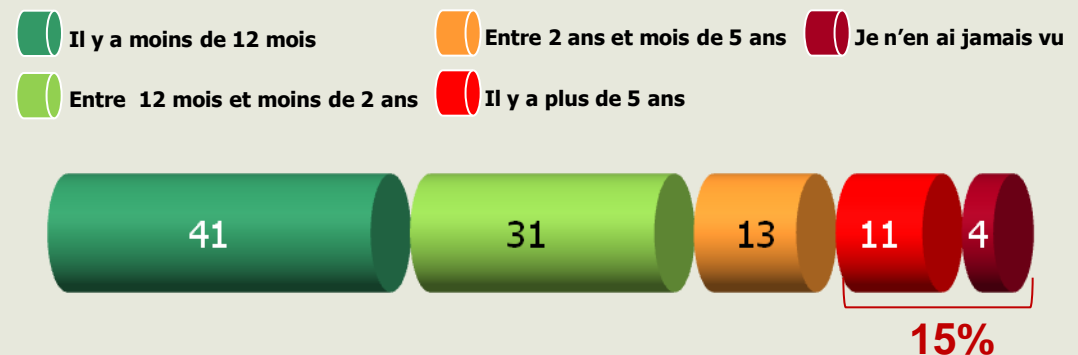 Il y a moins de 12 mois
Entre 2 ans et mois de 5 ans
Je n'en ai jamais vu
Entre 12 mois et moins de 2 ans
Il y a plus de 5 ans
41 31 13 11 4
15%